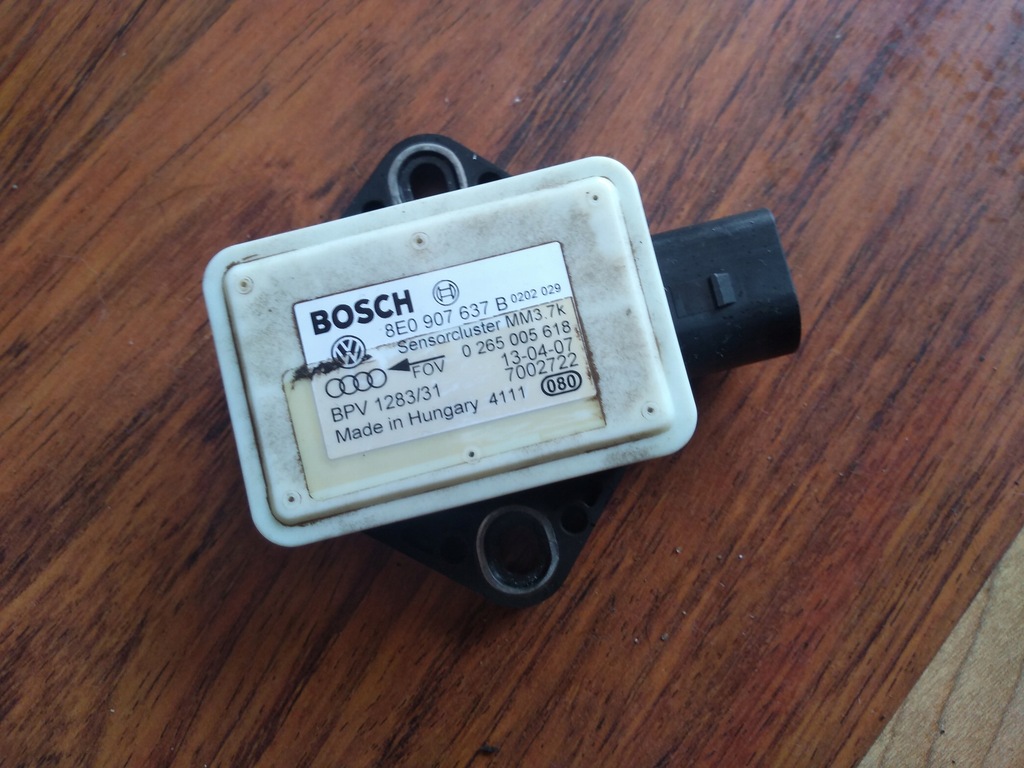 BOSCH
8E0 907 637 B 0202 029
Sensorcluster MM3.7k
0 265 005 618
FOV 13-04-07
7002722
BPV 1283/31
Made in Hungary 4111 080